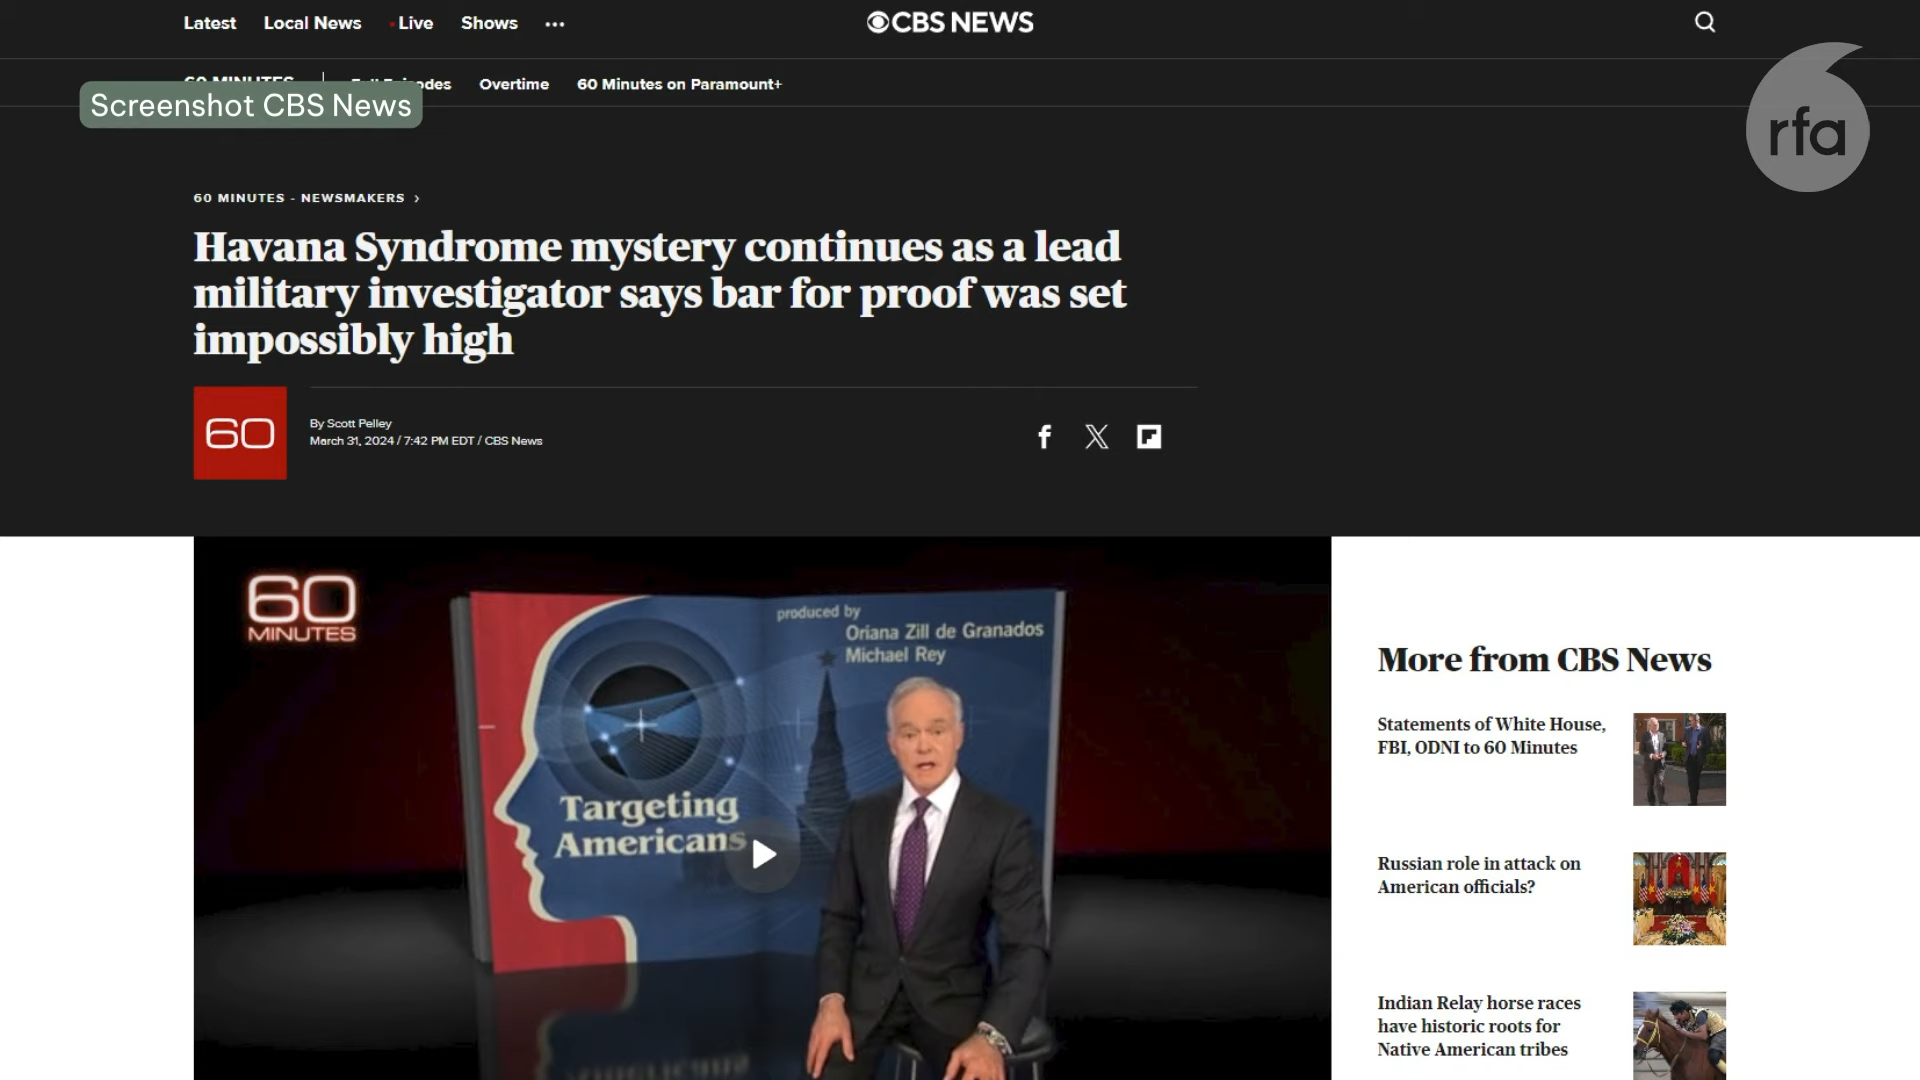 Latest Local News Live Shows
CBS NEWS
60 MINUTES Full Episodes Overtime 60 Minutes on Paramount+
Screenshot CBS News
rfa
60 MINUTES - NEWSMAKERS
Havana Syndrome mystery continues as a lead
military investigator says bar for proof was set
impossibly high
60
By Scott Pelley
March 31, 2024 / 7:42 PM EDT / CBS News
60
MINUTES
produced by
Oriana Zill de Granados
Michael Rey
Targeting
Americans
More from CBS News
Statements of White House,
FBI, ODNI to 60 Minutes
Russian role in attack on
American officials?
Indian Relay horse races
have historic roots for
Native American tribes